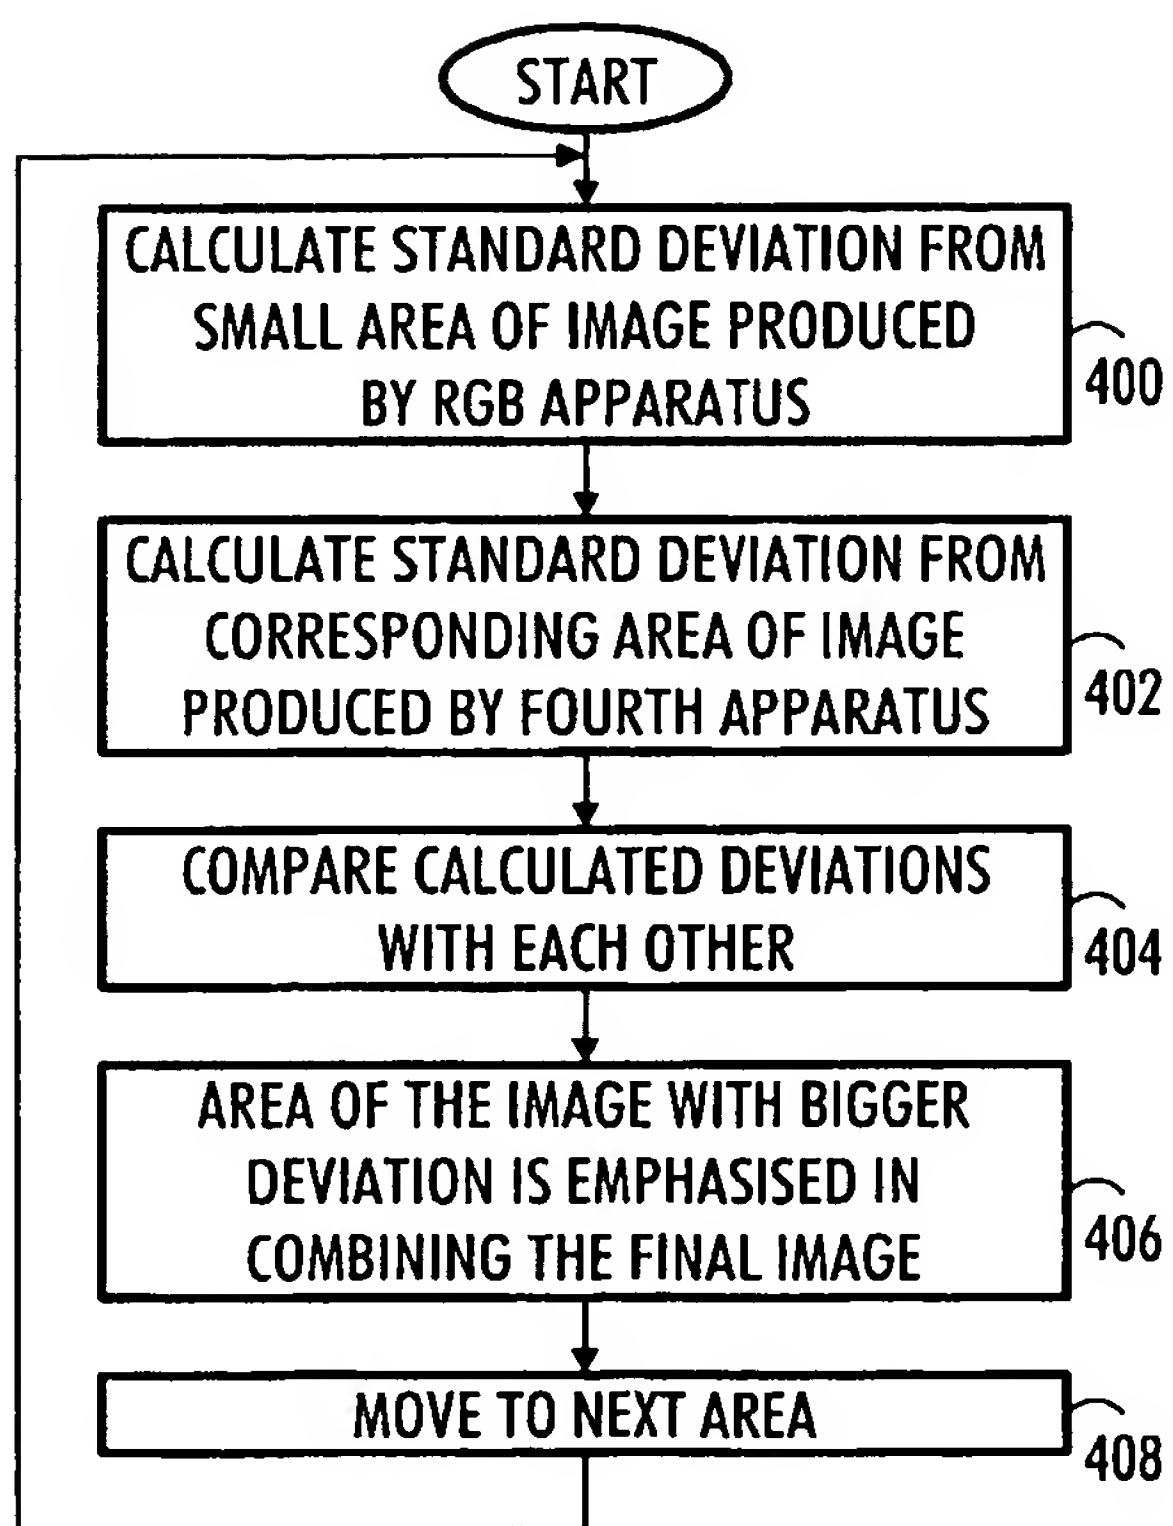 START
CALCULATE STANDARD DEVIATION FROM
SMALL AREA OF IMAGE PRODUCED
BY RGB APPARATUS
400
CALCULATE STANDARD DEVIATION FROM
CORRESPONDING AREA OF IMAGE
PRODUCED BY FOURTH APPARATUS
402
COMPARE CALCULATED DEVIATIONS
WITH EACH OTHER
404
AREA OF THE IMAGE WITH BIGGER
DEVIATION IS EMPHASISED IN
COMBINING THE FINAL IMAGE
406
MOVE TO NEXT AREA
408